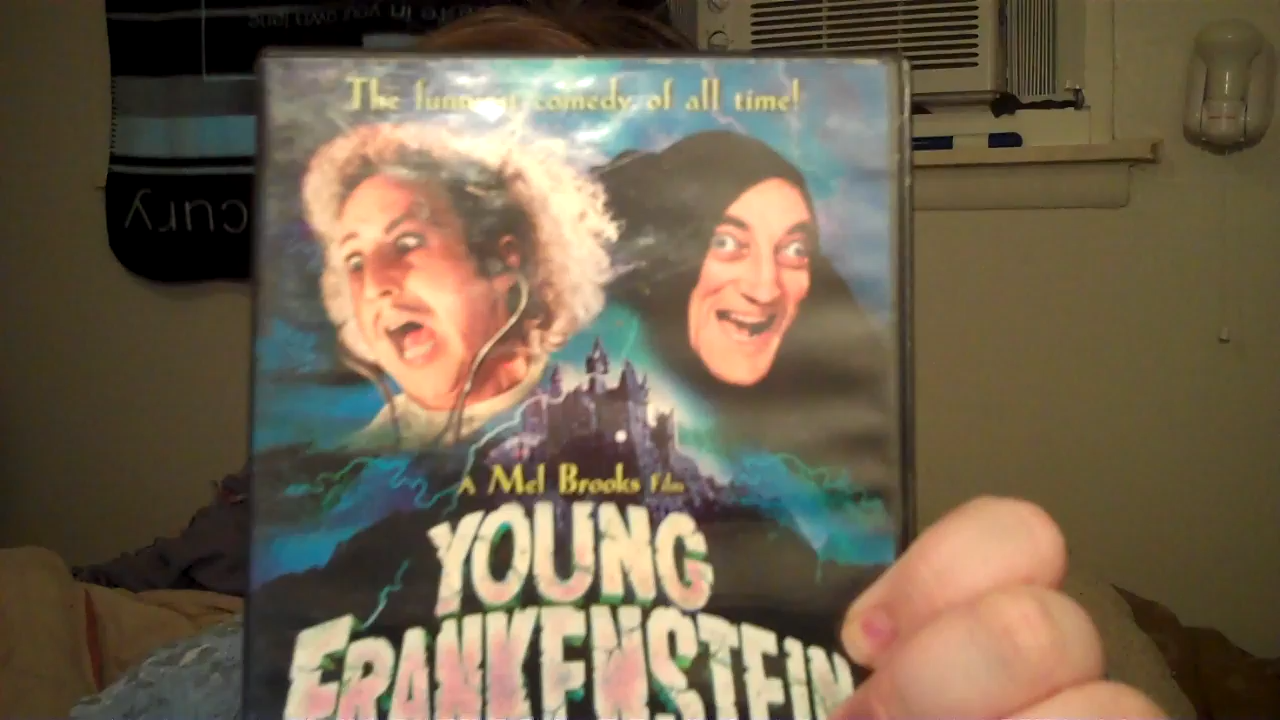 The funniest comedy of all time!
A Mel Brooks Film
YOUNG
FRANKENSTEIN